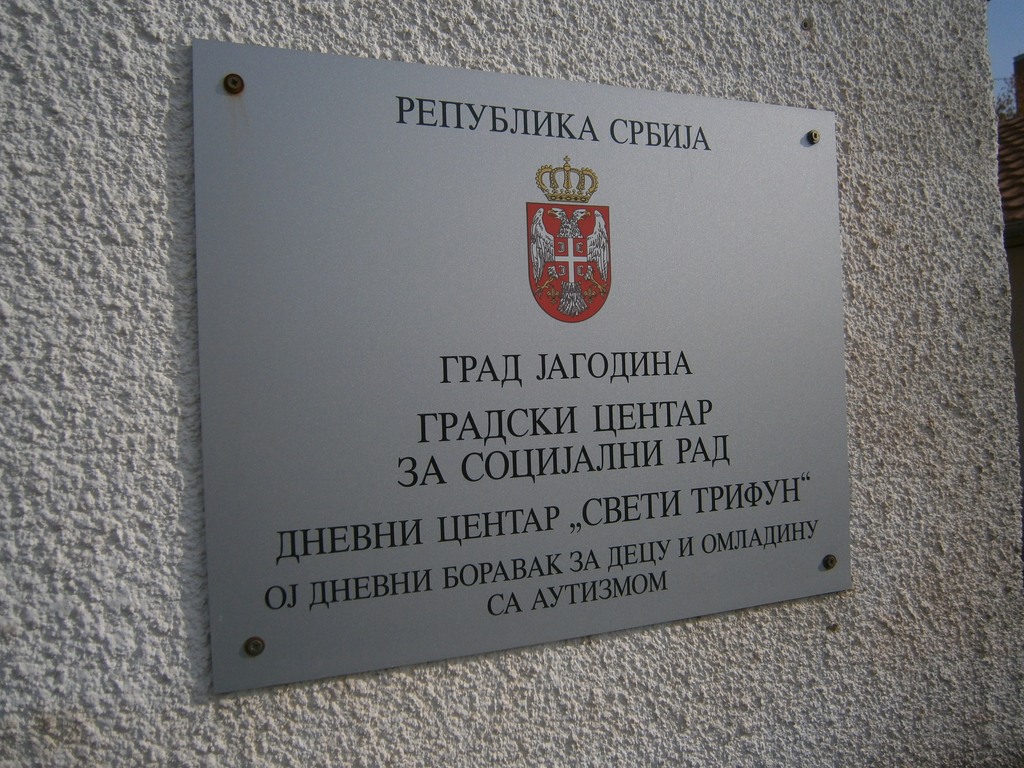 РЕПУБЛИКА СРБИЈА
ГРАД ЈАГОДИНА
ГРАДСКИ ЦЕНТАР
ЗА СОЦИЈАЛНИ РАД
ДНЕВНИ ЦЕНТАР „СВЕТИ ТРИФУН“
ОЈ ДНЕВНИ БОРАВАК ЗА ДЕЦУ И ОМЛАДИНУ
СА АУТИЗМОМ